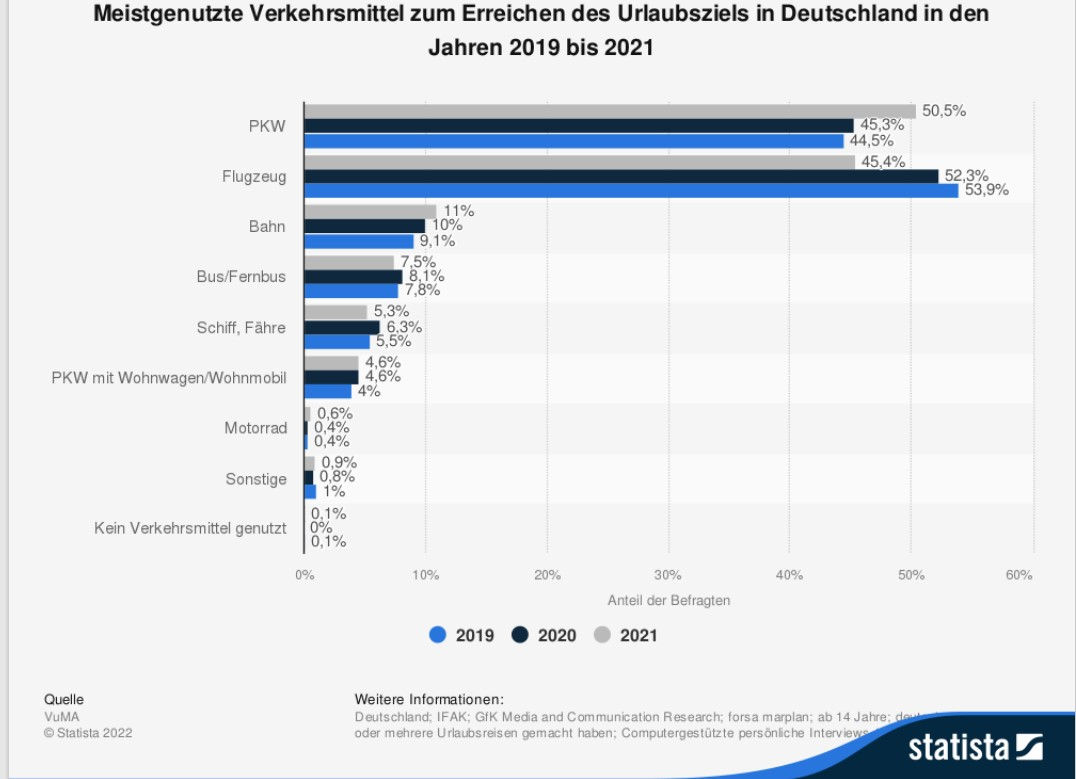 Meistgenutzte Verkehrsmittel zum Erreichen des Urlaubsziels in Deutschland in den
Jahren 2019 bis 2021
PKW
50,5%
45,3%
44,5%
Flugzeug
45,4%
52,3%
53,9%
Bahn
11%
10%
9,1%
Bus/Fernbus
7,5%
8,1%
7,8%
Schiff, Fähre
5,3%
6,3%
5,5%
PKW mit Wohnwagen/Wohnmobil
4,6%
4,6%
4%
Motorrad
0,6%
0,4%
0,4%
Sonstige
0,9%
0,8%
1%
Kein Verkehrsmittel genutzt
0,1%
0%
0,1%
0% 10% 20% 30% 40% 50% 60%
Anteil der Befragten
2019 2020 2021
Quelle
VuMA
© Statista 2022
Weitere Informationen:
Deutschland; IFAK; GfK Media and Communication Research; forsa marplan; ab 14 Jahre;
oder mehrere Urlaubsreisen gemacht haben; Computergestützte persönliche Interviews
statista